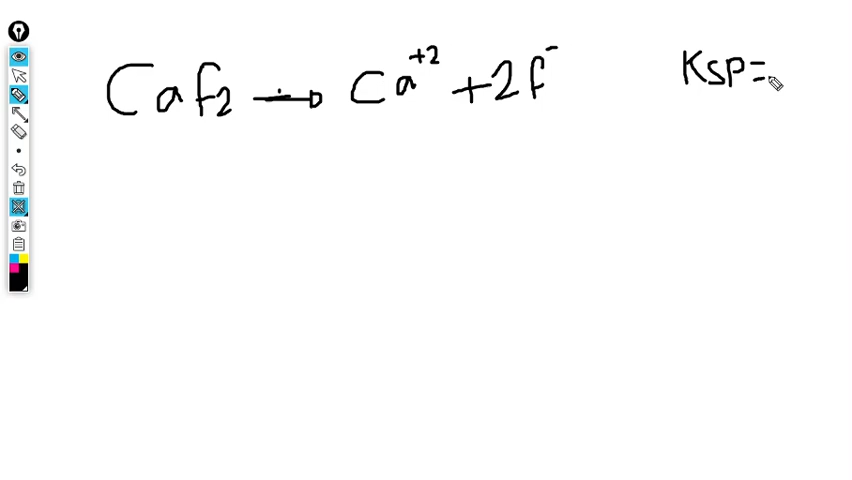 Caf₂ → Ca⁺² + 2f⁻
Ksp=